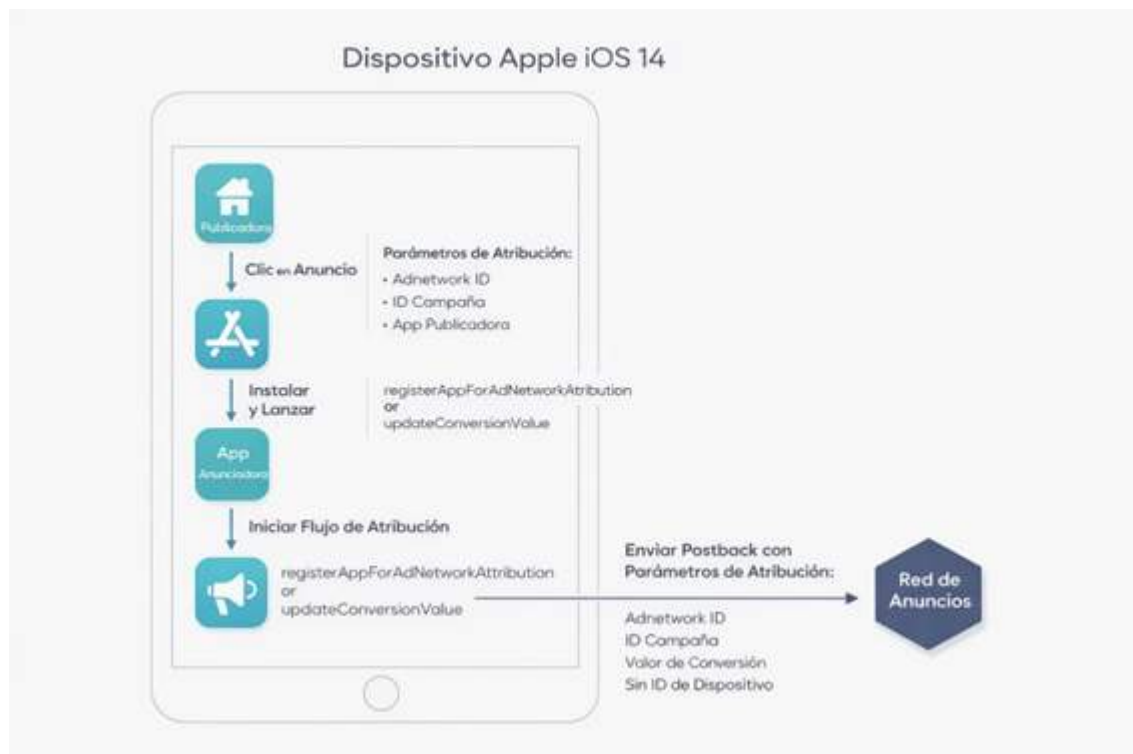 Dispositivo Apple iOS 14
Publicadora
Clic en Anuncio
Parámetros de Atribución:
• Adnetwork ID
• ID Campaña
• App Publicadora
Instalar
y Lanzar
registerAppForAdNetworkAtribution
or
updateConversionValue
App
Anunciadora
Iniciar Flujo de Atribución
registerAppForAdNetworkAttribution
or
updateConversionValue
Enviar Postback con
Parámetros de Atribución:
Adnetwork ID
ID Campaña
Valor de Conversión
Sin ID de Dispositivo
Red de
Anuncios